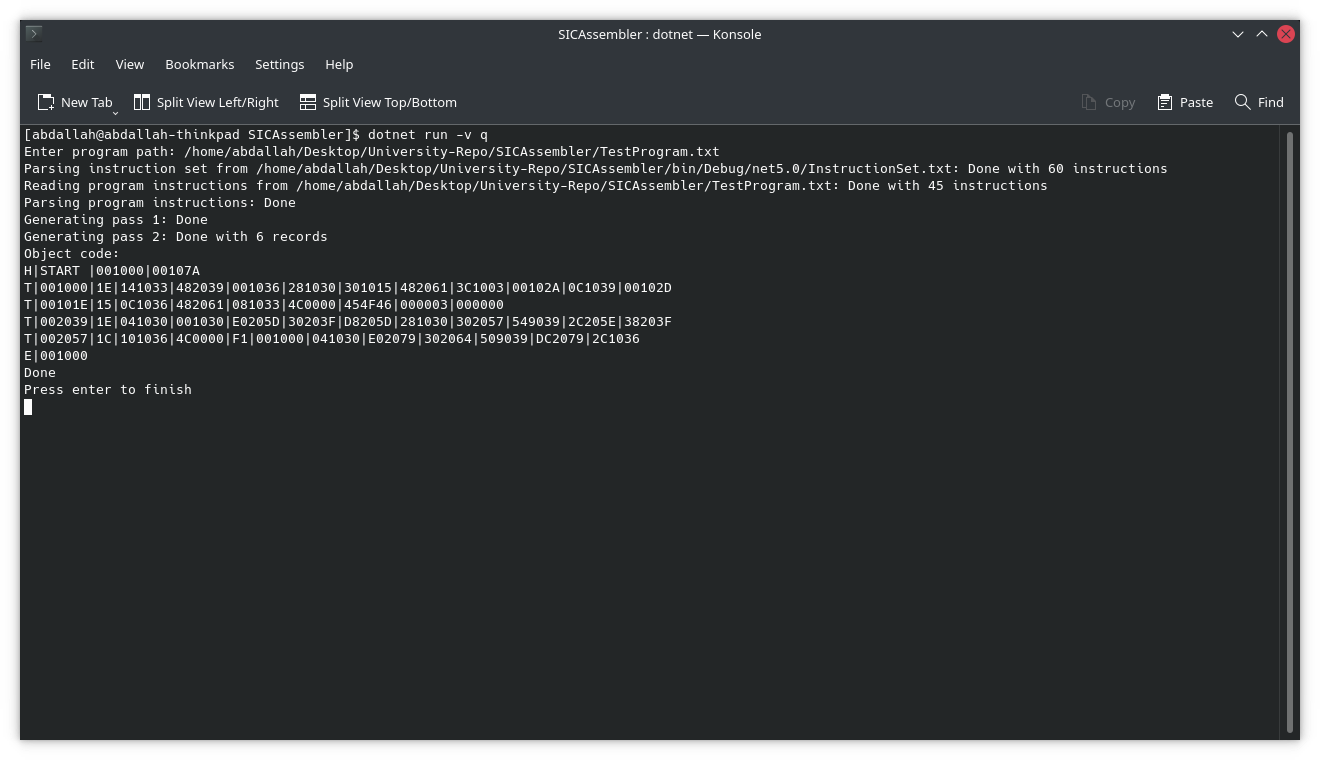 SICAssembler : dotnet — Konsole
File Edit View Bookmarks Settings Help
New Tab Split View Left/Right Split View Top/Bottom Copy Paste Find
[abdallah@abdallah-thinkpad SICAssembler]$ dotnet run -v q
Enter program path: /home/abdallah/Desktop/University-Repo/SICAssembler/TestProgram.txt
Parsing instruction set from /home/abdallah/Desktop/University-Repo/SICAssembler/bin/Debug/net5.0/InstructionSet.txt: Done with 60 instructions
Reading program instructions from /home/abdallah/Desktop/University-Repo/SICAssembler/TestProgram.txt: Done with 45 instructions
Parsing program instructions: Done
Generating pass 1: Done
Generating pass 2: Done with 6 records
Object code:
H|START |001000|00107A
T|001000|1E|141033|482039|001036|281030|301015|482061|3C1003|00102A|0C1039|00102D
T|00101E|15|0C1036|482061|081033|4C0000|454F46|000003|000000
T|002039|1E|041030|001030|E0205D|30203F|D8205D|281030|302057|549039|2C205E|38203F
T|002057|1C|101036|4C0000|F1|001000|041030|E02079|302064|509039|DC2079|2C1036
E|001000
Done
Press enter to finish